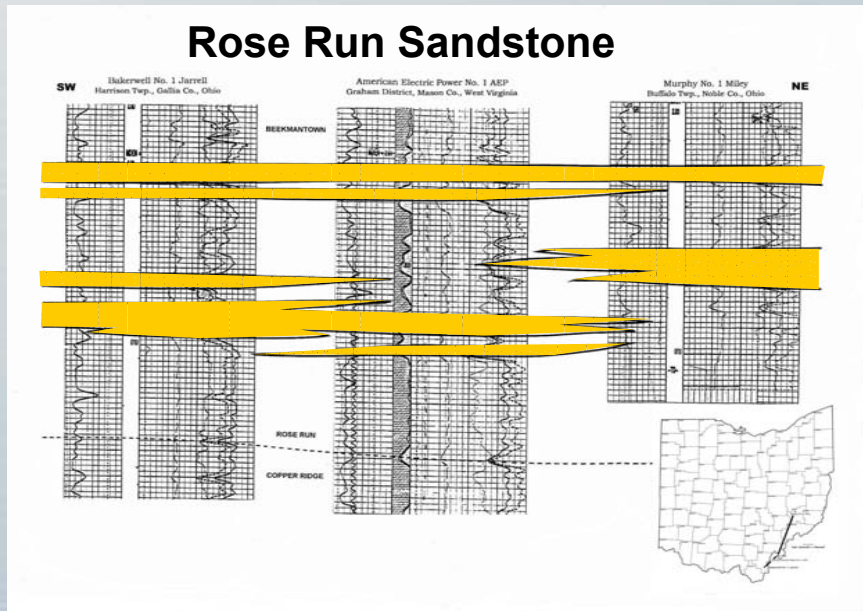 Rose Run Sandstone
SW
Bakerwell No. 1 Jarrell
Harrison Twp., Gallia Co., Ohio
American Electric Power No. 1 AEP
Graham District, Mason Co., West Virginia
Murphy No. 1 Miley
Buffalo Twp., Noble Co., Ohio
NE
BEEKMANTOWN
ROSE RUN
COPPER RIDGE